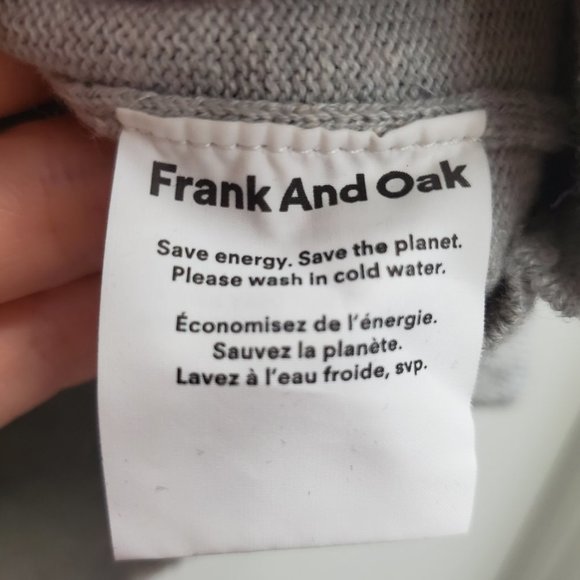 Frank And Oak
Save energy. Save the planet.
Please wash in cold water.
Économisez de l'énergie.
Sauvez la planète.
Lavez à l'eau froide, svp.